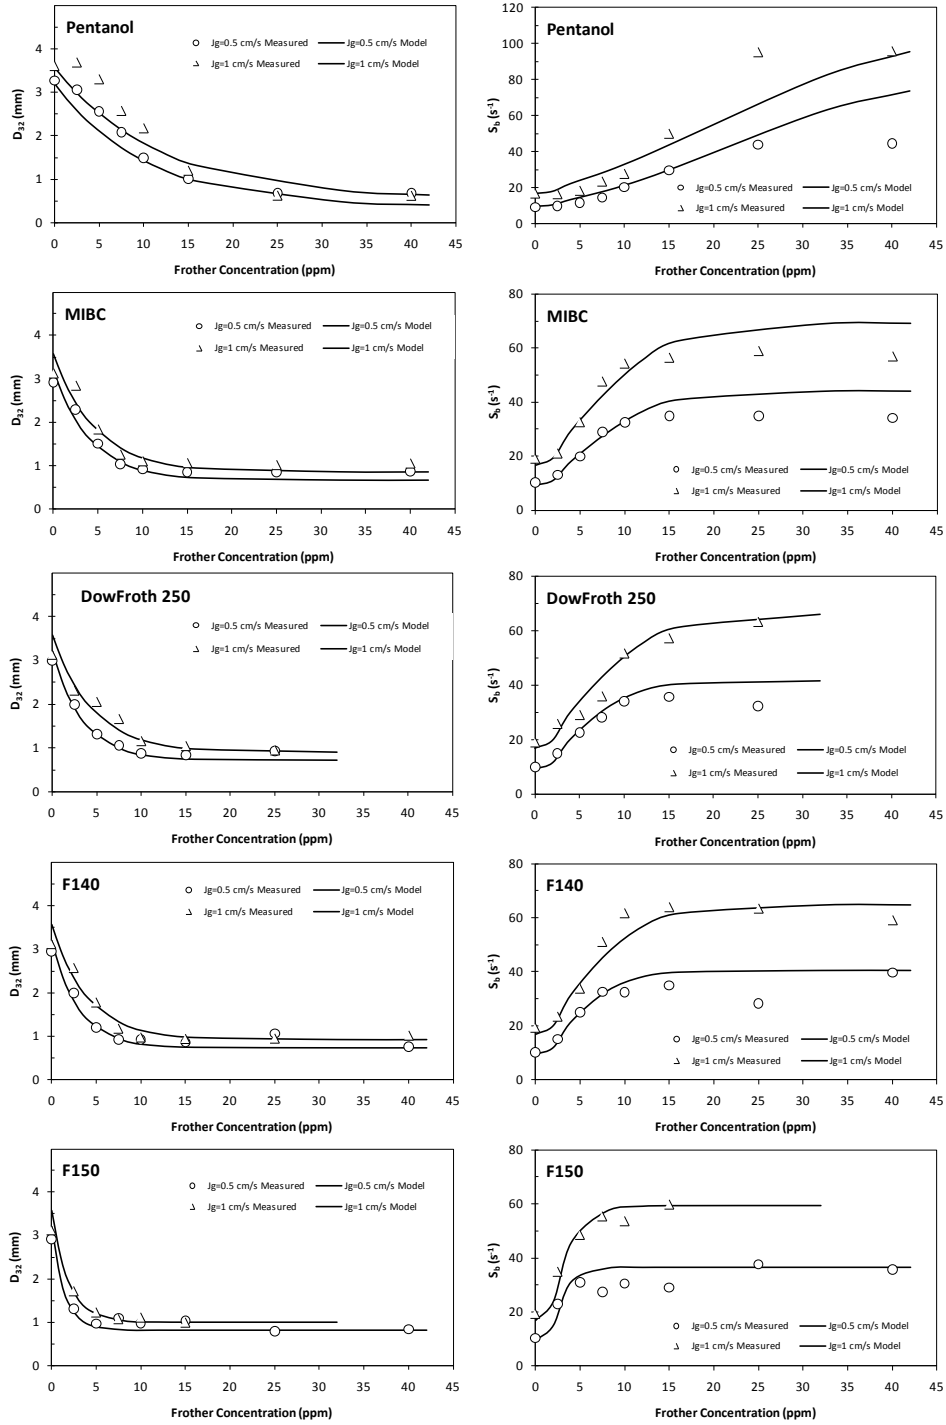 Pentanol
Jg=0.5 cm/s Measured Jg=0.5 cm/s Model
Jg=1 cm/s Measured Jg=1 cm/s Model
D32 (mm)
4
3
2
1
0
0 5 10 15 20 25 30 35 40 45
Frother Concentration (ppm)
Pentanol
Sb (s-1)
120
100
80
60
40
20
0
Jg=0.5 cm/s Measured Jg=0.5 cm/s Model
Jg=1 cm/s Measured Jg=1 cm/s Model
0 5 10 15 20 25 30 35 40 45
Frother Concentration (ppm)
MIBC
Jg=0.5 cm/s Measured Jg=0.5 cm/s Model
Jg=1 cm/s Measured Jg=1 cm/s Model
D32 (mm)
4
3
2
1
0
0 5 10 15 20 25 30 35 40 45
Frother Concentration (ppm)
MIBC
Sb (s-1)
80
60
40
20
0
Jg=0.5 cm/s Measured Jg=0.5 cm/s Model
Jg=1 cm/s Measured Jg=1 cm/s Model
0 5 10 15 20 25 30 35 40 45
Frother Concentration (ppm)
DowFroth 250
Jg=0.5 cm/s Measured Jg=0.5 cm/s Model
Jg=1 cm/s Measured Jg=1 cm/s Model
D32 (mm)
4
3
2
1
0
0 5 10 15 20 25 30 35 40 45
Frother Concentration (ppm)
DowFroth 250
Sb (s-1)
80
60
40
20
0
Jg=0.5 cm/s Measured Jg=0.5 cm/s Model
Jg=1 cm/s Measured Jg=1 cm/s Model
0 5 10 15 20 25 30 35 40 45
Frother Concentration (ppm)
F140
Jg=0.5 cm/s Measured Jg=0.5 cm/s Model
Jg=1 cm/s Measured Jg=1 cm/s Model
D32 (mm)
4
3
2
1
0
0 5 10 15 20 25 30 35 40 45
Frother Concentration (ppm)
F140
Sb (s-1)
80
60
40
20
0
Jg=0.5 cm/s Measured Jg=0.5 cm/s Model
Jg=1 cm/s Measured Jg=1 cm/s Model
0 5 10 15 20 25 30 35 40 45
Frother Concentration (ppm)
F150
Jg=0.5 cm/s Measured Jg=0.5 cm/s Model
Jg=1 cm/s Measured Jg=1 cm/s Model
D32 (mm)
4
3
2
1
0
0 5 10 15 20 25 30 35 40 45
Frother Concentration (ppm)
F150
Sb (s-1)
80
60
40
20
0
Jg=0.5 cm/s Measured Jg=0.5 cm/s Model
Jg=1 cm/s Measured Jg=1 cm/s Model
0 5 10 15 20 25 30 35 40 45
Frother Concentration (ppm)